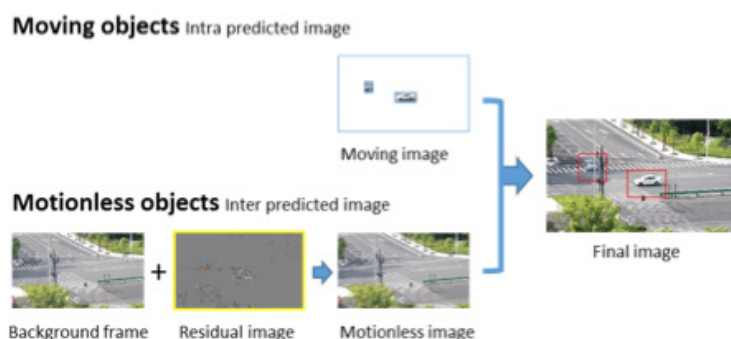 Moving objects Intra predicted image
Moving image
Motionless objects Inter predicted image
+
Final image
Background frame Residual image Motionless image